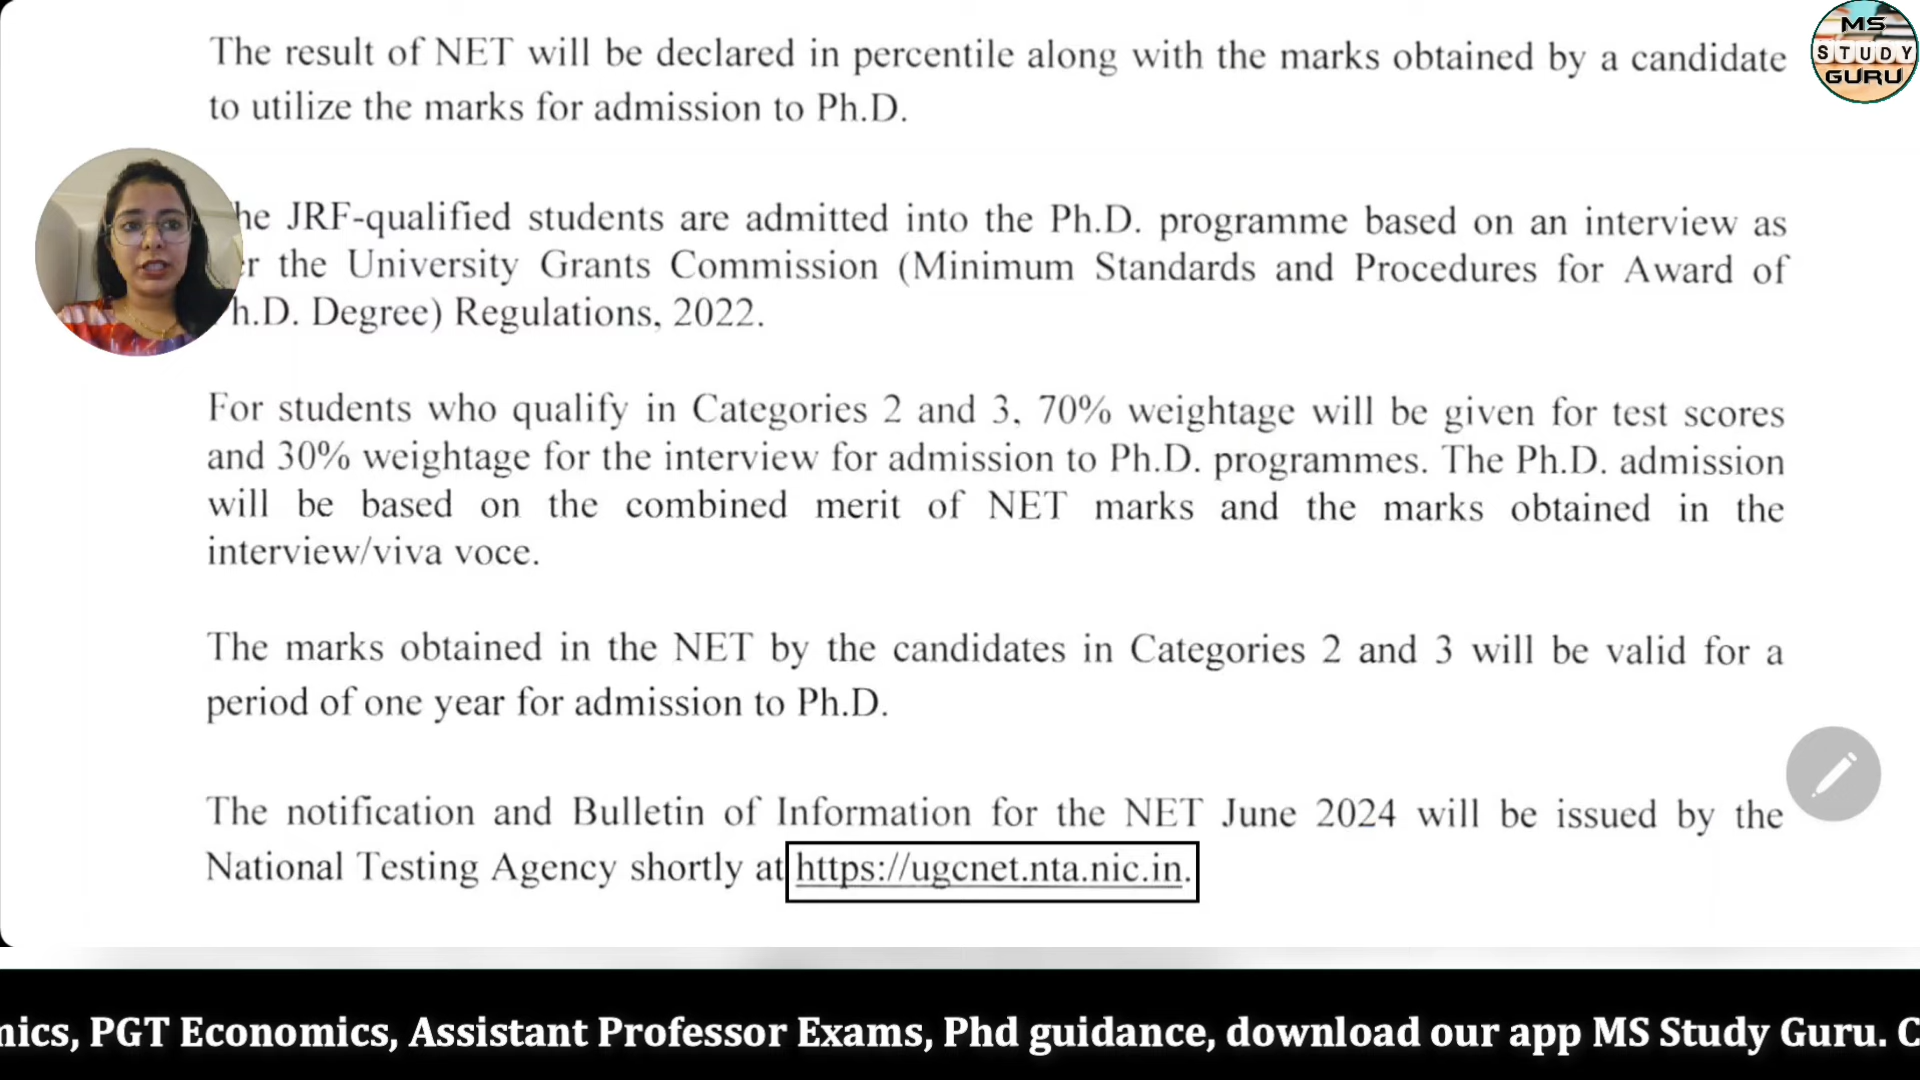 The result of NET will be declared in percentile along with the marks obtained by a candidate
to utilize the marks for admission to Ph.D.
MS
STUDY
GURU
he JRF-qualified students are admitted into the Ph.D. programme based on an interview as
r the University Grants Commission (Minimum Standards and Procedures for Award of
h.D. Degree) Regulations, 2022.
For students who qualify in Categories 2 and 3, 70% weightage will be given for test scores
and 30% weightage for the interview for admission to Ph.D. programmes. The Ph.D. admission
will be based on the combined merit of NET marks and the marks obtained in the
interview/viva voce.
The marks obtained in the NET by the candidates in Categories 2 and 3 will be valid for a
period of one year for admission to Ph.D.
The notification and Bulletin of Information for the NET June 2024 will be issued by the
National Testing Agency shortly at https://ugcnet.nta.nic.in.
nics, PGT Economics, Assistant Professor Exams, Phd guidance, download our app MS Study Guru. C